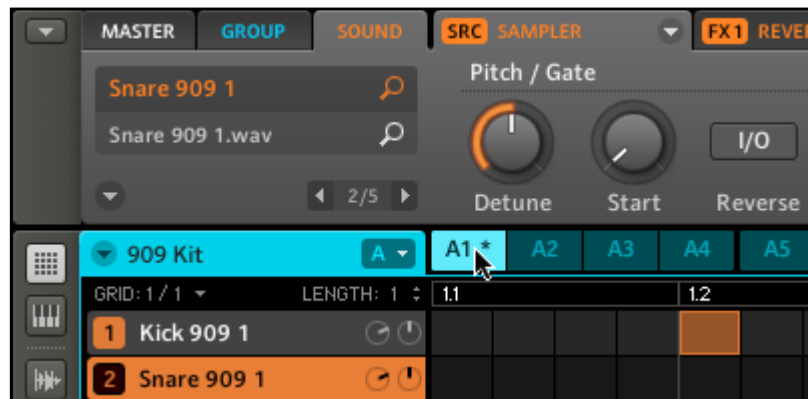 MASTER GROUP SOUND SRC SAMPLER FX1 REVE
Pitch / Gate
Snare 909 1
Snare 909 1.wav
I/O
2/5
Detune Start Reverse
909 Kit A A1 * A2 A3 A4 A5
GRID: 1 / 1 LENGTH: 1 1.1 1.2
1 Kick 909 1
2 Snare 909 1